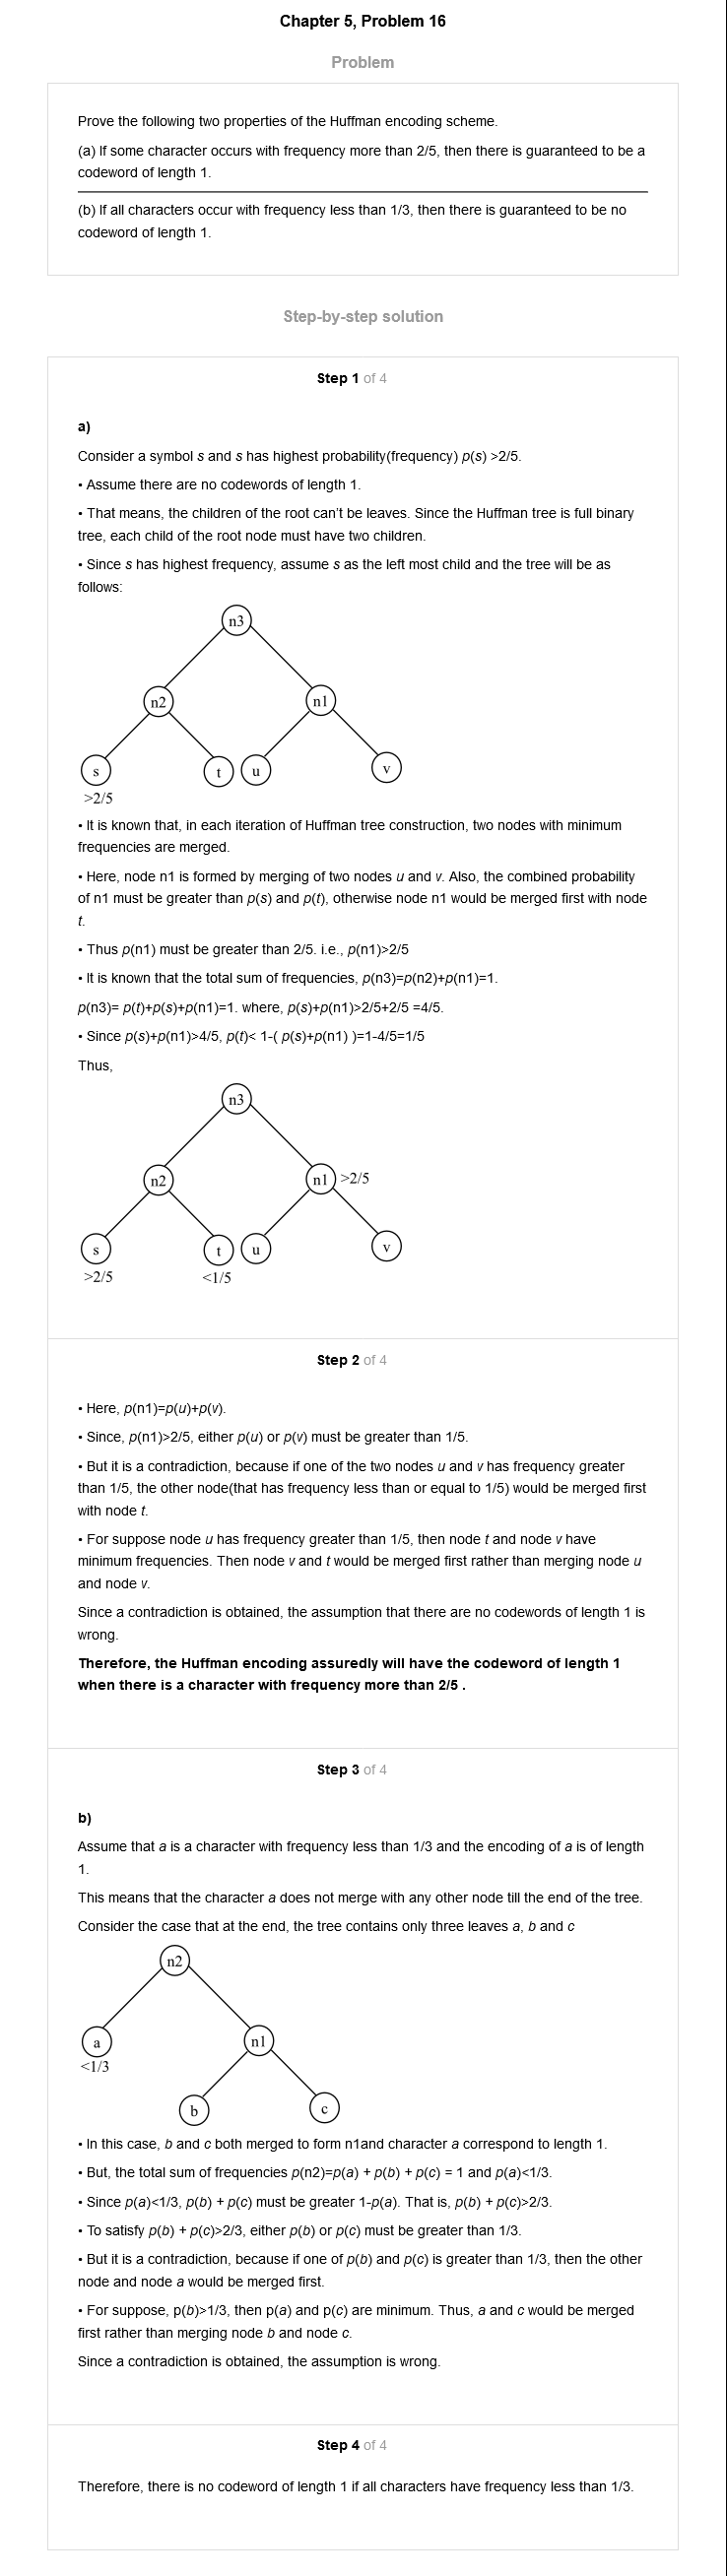 Chapter 5, Problem 16
Problem
Prove the following two properties of the Huffman encoding scheme.
(a) If some character occurs with frequency more than 2/5, then there is guaranteed to be a
codeword of length 1.
(b) If all characters occur with frequency less than 1/3, then there is guaranteed to be no
codeword of length 1.
Step-by-step solution
Step 1 of 4
a)
Consider a symbol s and s has highest probability(frequency) p(s) >2/5.
• Assume there are no codewords of length 1.
• That means, the children of the root can't be leaves. Since the Huffman tree is full binary
tree, each child of the root node must have two children.
• Since s has highest frequency, assume s as the left most child and the tree will be as
follows:
n3
n2 n1
s t u v
>2/5
• It is known that, in each iteration of Huffman tree construction, two nodes with minimum
frequencies are merged.
• Here, node n1 is formed by merging of two nodes u and v. Also, the combined probability
of n1 must be greater than p(s) and p(t), otherwise node n1 would be merged first with node
t.
• Thus p(n1) must be greater than 2/5. i.e., p(n1)>2/5
• It is known that the total sum of frequencies, p(n3)=p(n2)+p(n1)=1.
p(n3)= p(t)+p(s)+p(n1)=1. where, p(s)+p(n1)>2/5+2/5 =4/5.
• Since p(s)+p(n1)>4/5, p(t)< 1-( p(s)+p(n1) )=1-4/5=1/5
Thus,
n3
n2 n1 >2/5
s t u v
>2/5 <1/5
Step 2 of 4
• Here, p(n1)=p(u)+p(v).
• Since, p(n1)>2/5, either p(u) or p(v) must be greater than 1/5.
• But it is a contradiction, because if one of the two nodes u and v has frequency greater
than 1/5, the other node(that has frequency less than or equal to 1/5) would be merged first
with node t.
• For suppose node u has frequency greater than 1/5, then node t and node v have
minimum frequencies. Then node v and t would be merged first rather than merging node u
and node v.
Since a contradiction is obtained, the assumption that there are no codewords of length 1 is
wrong.
Therefore, the Huffman encoding assuredly will have the codeword of length 1
when there is a character with frequency more than 2/5 .
Step 3 of 4
b)
Assume that a is a character with frequency less than 1/3 and the encoding of a is of length
1.
This means that the character a does not merge with any other node till the end of the tree.
Consider the case that at the end, the tree contains only three leaves a, b and c
n2
a n1
<1/3
b c
• In this case, b and c both merged to form n1and character a correspond to length 1.
• But, the total sum of frequencies p(n2)=p(a) + p(b) + p(c) = 1 and p(a)<1/3.
• Since p(a)<1/3, p(b) + p(c) must be greater 1-p(a). That is, p(b) + p(c)>2/3.
• To satisfy p(b) + p(c)>2/3, either p(b) or p(c) must be greater than 1/3.
• But it is a contradiction, because if one of p(b) and p(c) is greater than 1/3, then the other
node and node a would be merged first.
• For suppose, p(b)>1/3, then p(a) and p(c) are minimum. Thus, a and c would be merged
first rather than merging node b and node c.
Since a contradiction is obtained, the assumption is wrong.
Step 4 of 4
Therefore, there is no codeword of length 1 if all characters have frequency less than 1/3.